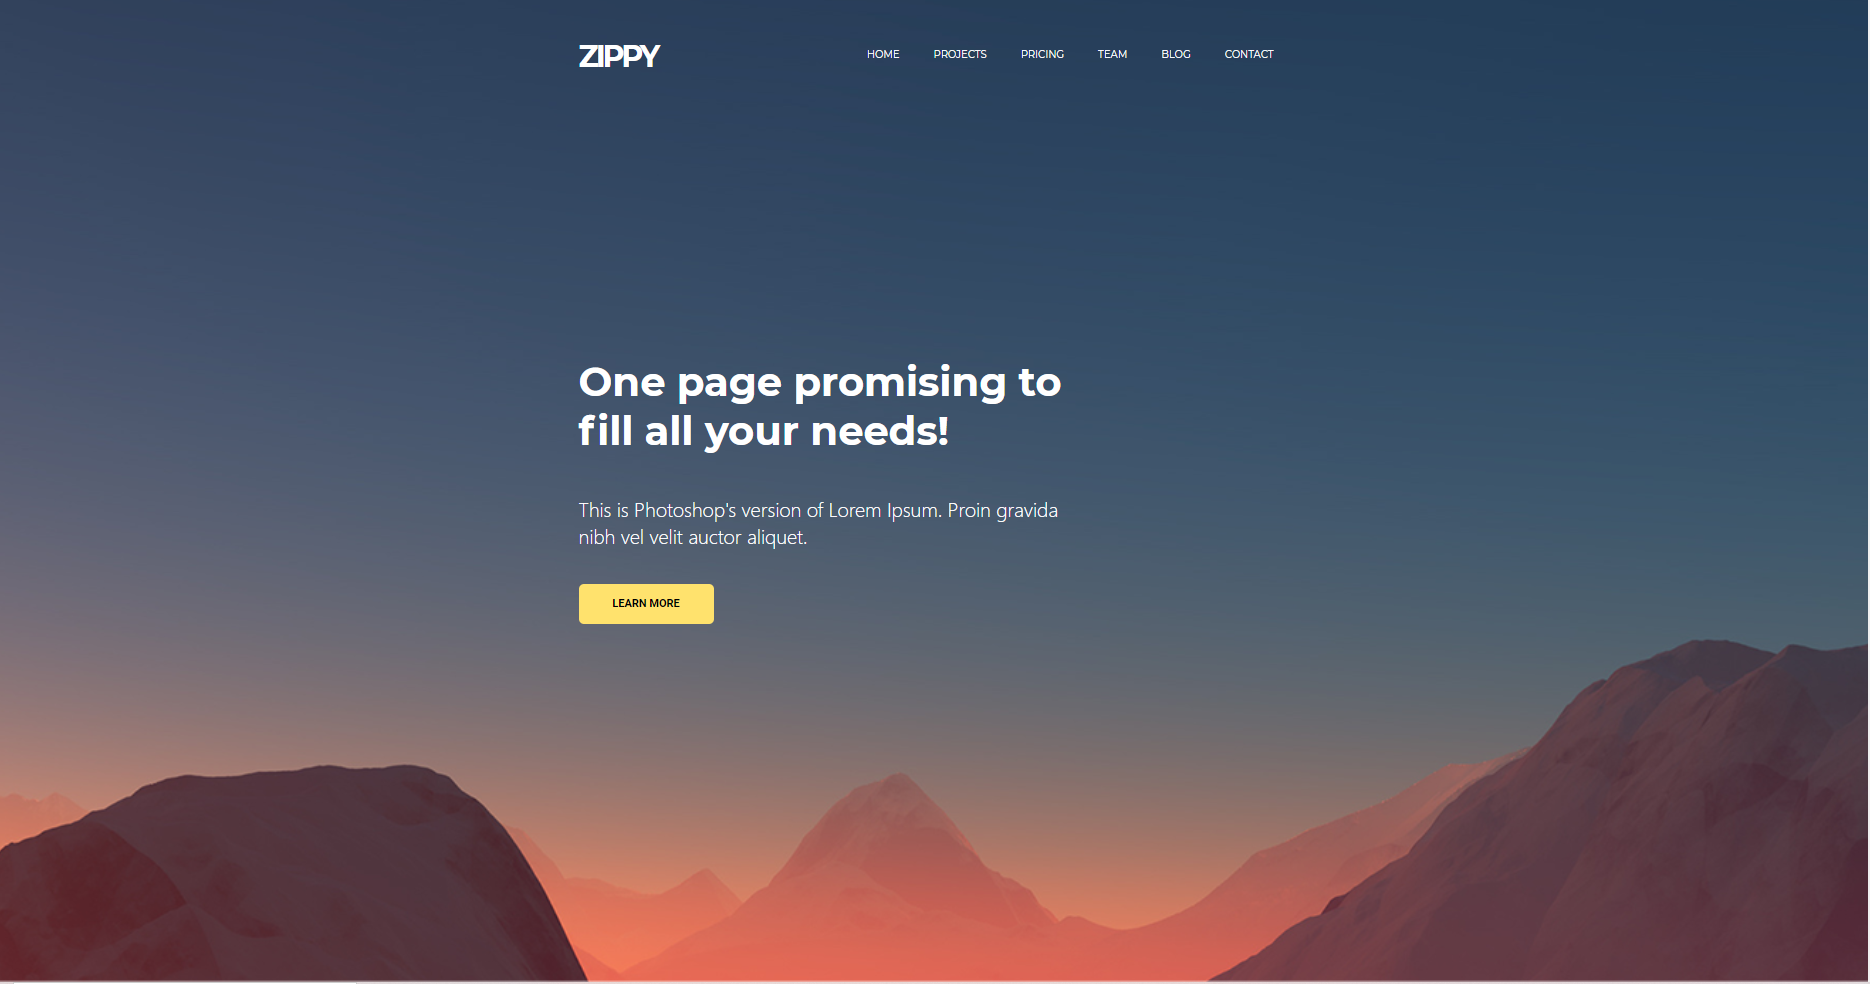 ZIPPY
HOME PROJECTS PRICING TEAM BLOG CONTACT
One page promising to
fill all your needs!
This is Photoshop's version of Lorem Ipsum. Proin gravida
nibh vel velit auctor aliquet.
LEARN MORE